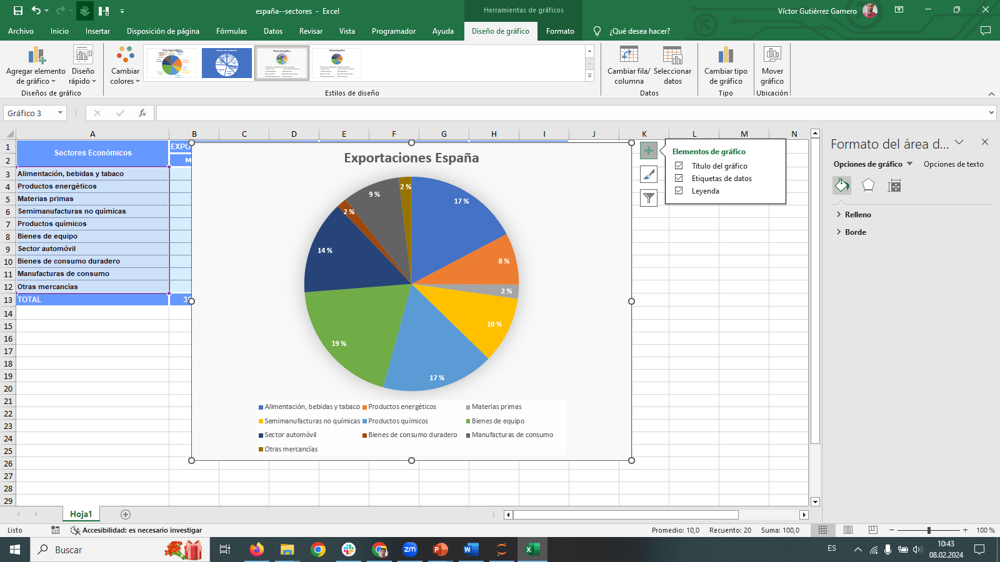 españa--sectores - Excel
Herramientas de gráficos
Víctor Gutiérrez Gamero
Archivo Inicio Insertar Disposición de página Fórmulas Datos Revisar Vista Programador Ayuda Diseño de gráfico Formato ¿Qué desea hacer?
Agregar elemento de gráfico
Diseño rápido
Diseños de gráfico
Cambiar colores
Estilos de diseño
Cambiar fila/columna
Seleccionar datos
Datos
Cambiar tipo de gráfico
Tipo
Mover gráfico
Ubicación
Gráfico 3
fx
A B C D E F G H I J K L M N
1 Sectores Económicos EXPO
2 M
3 Alimentación, bebidas y tabaco
4 Productos energéticos
5 Materias primas
6 Semimanufacturas no químicas
7 Productos químicos
8 Bienes de equipo
9 Sector automóvil
10 Bienes de consumo duradero
11 Manufacturas de consumo
12 Otras mercancías
13 TOTAL
14
15
16
17
18
19
20
21
22
23
24
25
26
27
28
29
Exportaciones España
2 %
17 %
9 %
2 %
14 %
8 %
2 %
10 %
19 %
17 %
Alimentación, bebidas y tabaco Productos energéticos Materias primas
Semimanufacturas no químicas Productos químicos Bienes de equipo
Sector automóvil Bienes de consumo duradero Manufacturas de consumo
Otras mercancías
Elementos de gráfico
Título del gráfico
Etiquetas de datos
Leyenda
Formato del área d...
Opciones de gráfico Opciones de texto
Relleno
Borde
Hoja1
Listo Accesibilidad: es necesario investigar Promedio: 10,0 Recuento: 20 Suma: 100,0 100 %
Buscar
zm
ES
10:43
08.02.2024